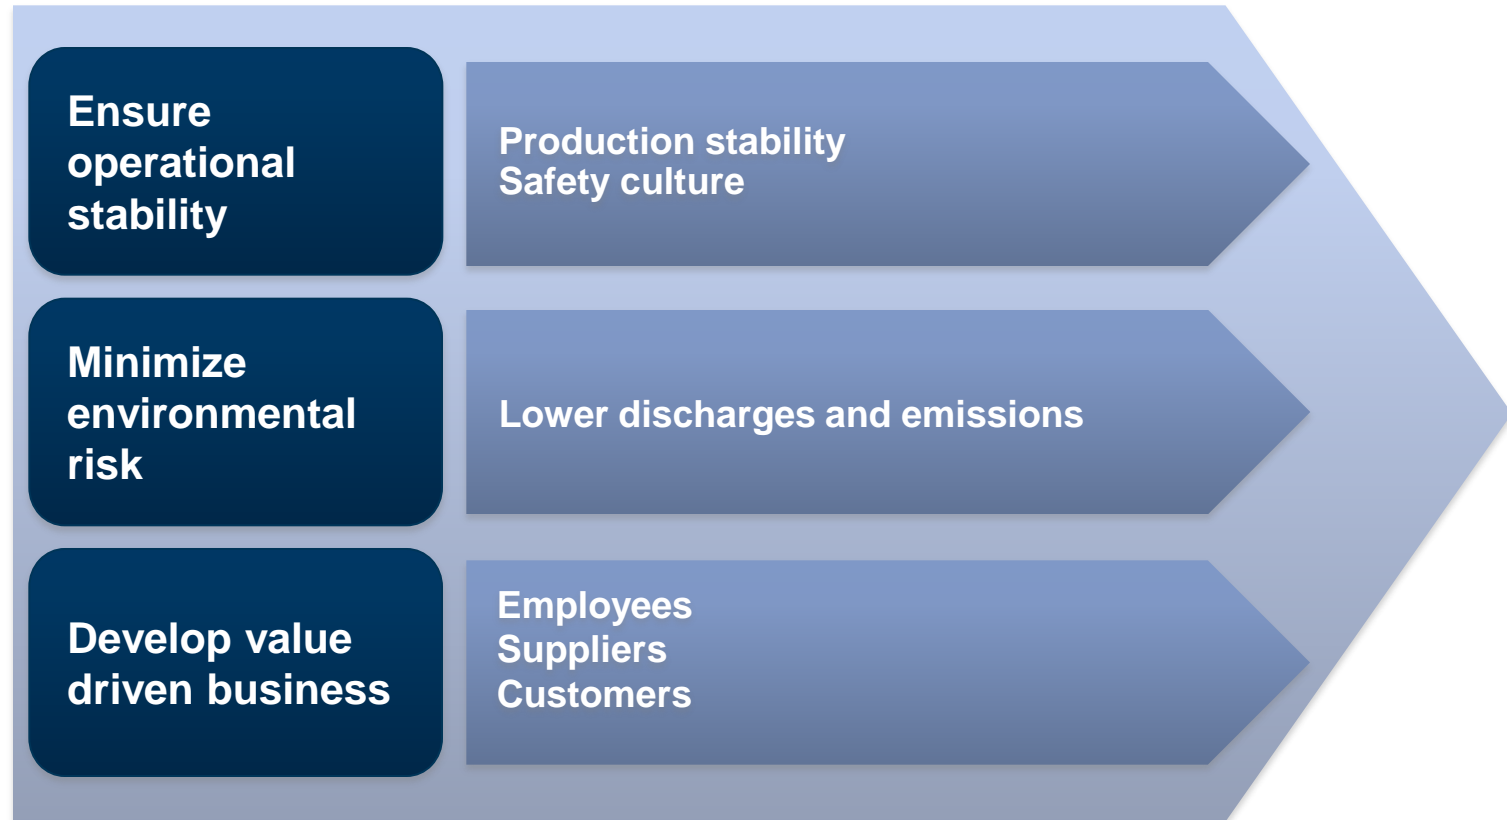 Ensure
operational
stability
Production stability
Safety culture
Minimize
environmental
risk
Lower discharges and emissions
Develop value
driven business
Employees
Suppliers
Customers